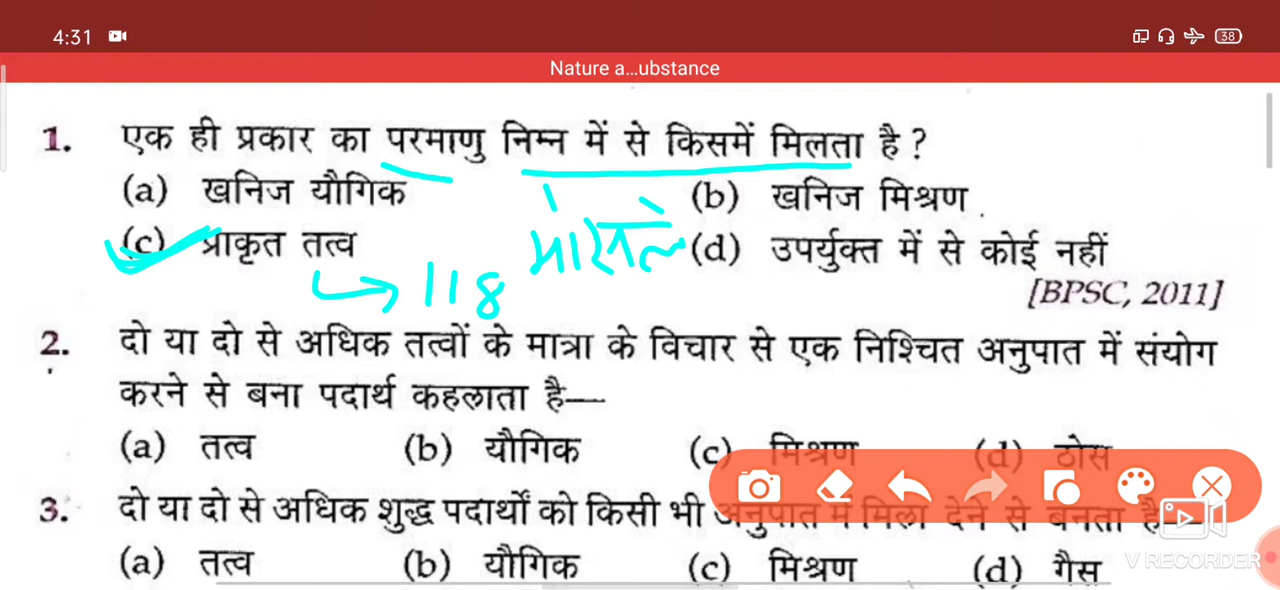 4:31
38
Nature a...ubstance
1. एक ही प्रकार का परमाणु निम्न में से किसमें मिलता है ?
(a) खनिज यौगिक (b) खनिज मिश्रण
(c) प्राकृत तत्व (d) उपर्युक्त में से कोई नहीं
118
[BPSC, 2011]
2. दो या दो से अधिक तत्वों के मात्रा के विचार से एक निश्चित अनुपात में संयोग
करने से बना पदार्थ कहलाता है—
(a) तत्व (b) यौगिक (c) मिश्रण (d) ठोस
3. दो या दो से अधिक शुद्ध पदार्थों को किसी भी अनुपात में मिला देने से बनता है—
(a) तत्व (b) यौगिक (c) मिश्रण (d) गैस
V RECORDER